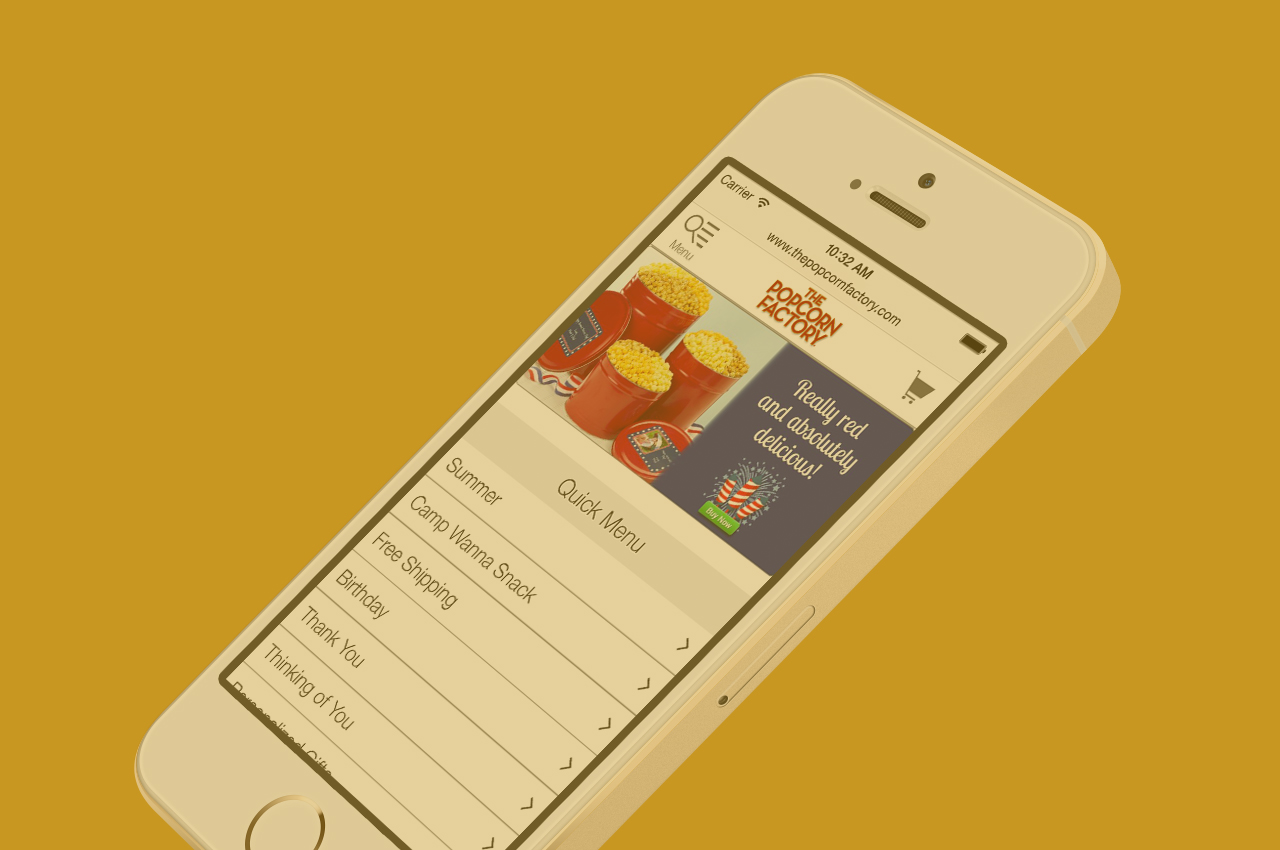 Carrier
10:32 AM
www.thepopcornfactory.com
Menu
THE
POPCORN
FACTORY
Really red
and absolutely
delicious!
Buy Now
Quick Menu
Summer
Camp Wanna Snack
Free Shipping
Birthday
Thank You
Thinking of You
Personalized Gifts